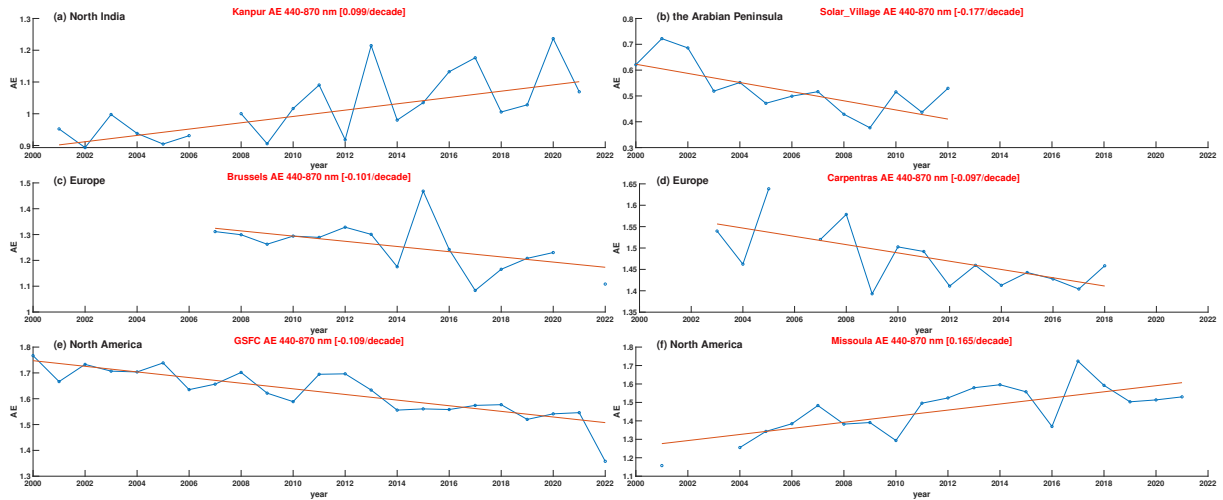 (a) North India
Kanpur AE 440-870 nm [0.099/decade]
1.3
1.2
1.1
1
0.9
AE
2000 2002 2004 2006 2008 2010 2012 2014 2016 2018 2020 2022
year
(b) the Arabian Peninsula
Solar_Village AE 440-870 nm [-0.177/decade]
0.8
0.7
0.6
0.5
0.4
0.3
AE
2000 2002 2004 2006 2008 2010 2012 2014 2016 2018 2020 2022
year
(c) Europe
Brussels AE 440-870 nm [-0.101/decade]
1.5
1.4
1.3
1.2
1.1
1
AE
2000 2002 2004 2006 2008 2010 2012 2014 2016 2018 2020 2022
year
(d) Europe
Carpentras AE 440-870 nm [-0.097/decade]
1.65
1.6
1.55
1.5
1.45
1.4
1.35
AE
2000 2002 2004 2006 2008 2010 2012 2014 2016 2018 2020 2022
year
(e) North America
GSFC AE 440-870 nm [-0.109/decade]
1.8
1.7
1.6
1.5
1.4
1.3
AE
2000 2002 2004 2006 2008 2010 2012 2014 2016 2018 2020 2022
year
(f) North America
Missoula AE 440-870 nm [0.165/decade]
1.8
1.7
1.6
1.5
1.4
1.3
1.2
1.1
AE
2000 2002 2004 2006 2008 2010 2012 2014 2016 2018 2020 2022
year